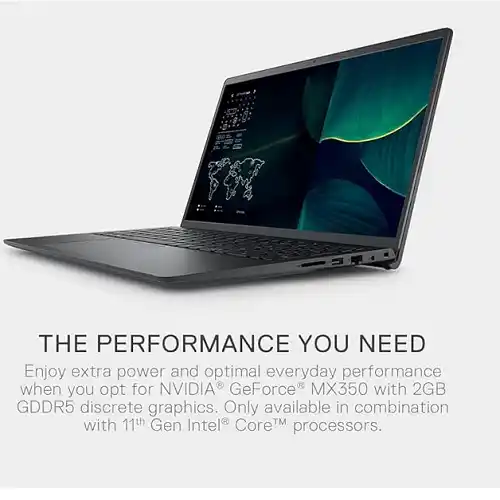 THE PERFORMANCE YOU NEED
Enjoy extra power and optimal everyday performance
when you opt for NVIDIA® GeForce® MX350 with 2GB
GDDR5 discrete graphics. Only available in combination
with 11th Gen Intel® Core™ processors.